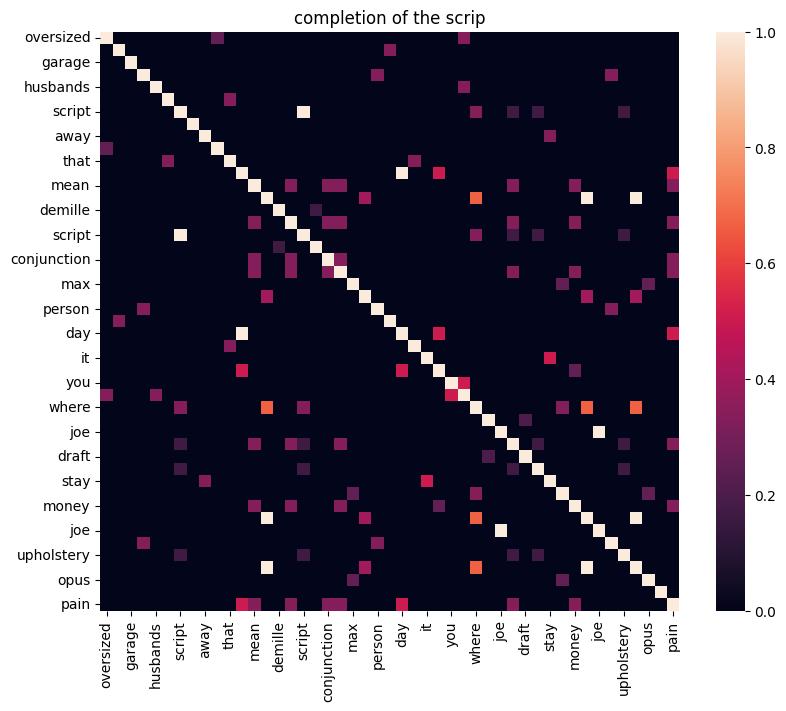 completion of the scrip
oversized
garage
husbands
script
away
that
mean
demille
script
conjunction
max
person
day
it
you
where
joe
draft
stay
money
joe
upholstery
opus
pain
1.0
0.8
0.6
0.4
0.2
0.0
oversized
garage
husbands
script
away
that
mean
demille
script
conjunction
max
person
day
it
you
where
joe
draft
stay
money
joe
upholstery
opus
pain